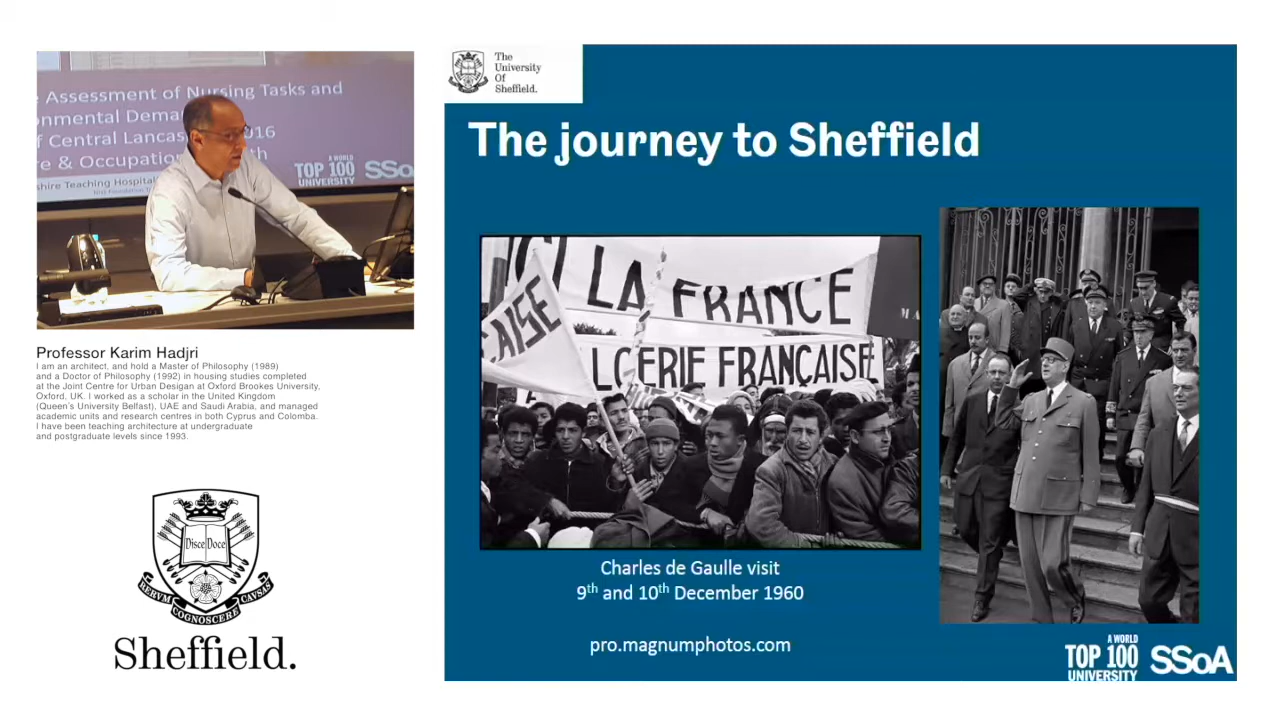 Assessment of Nursing Tasks and
onmental Dema
f Central Lancas 016
re & Occupation th
shire Teaching Hospital
A WORLD
TOP 100
UNIVERSITY
SSo
Professor Karim Hadjri
I am an architect, and hold a Master of Philosophy (1989)
and a Doctor of Philosophy (1992) in housing studies completed
at the Joint Centre for Urban Desigan at Oxford Brookes University,
Oxford, UK. I worked as a scholar in the United Kingdom
(Queen's University Belfast), UAE and Saudi Arabia, and managed
academic units and research centres in both Cyprus and Colomba.
I have been teaching architecture at undergraduate
and postgraduate levels since 1993.
Disce Doce
RERVM COGNOSCERE CAVSAS
Sheffield.
The
University
Of
Sheffield.
The journey to Sheffield
ICI LA FRANCE
CAISE
LGERIE FRANÇAISE
Charles de Gaulle visit
9th and 10th December 1960
pro.magnumphotos.com
A WORLD
TOP 100
UNIVERSITY
SSoA